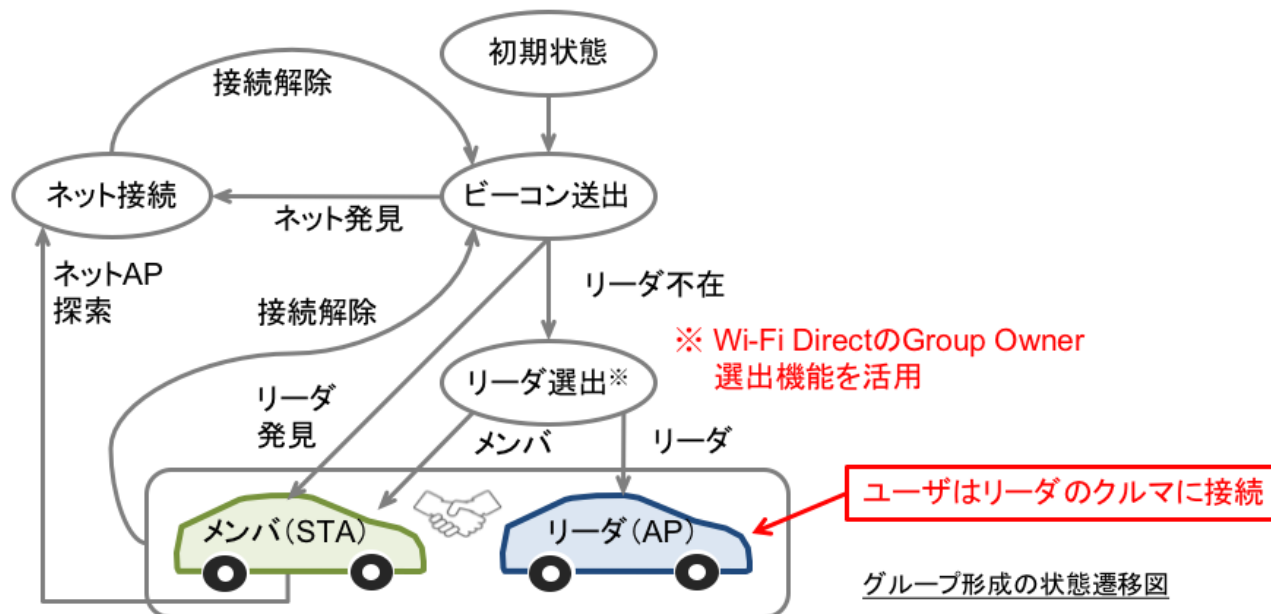 初期状態
接続解除
ネット接続
ビーコン送出
ネット発見
ネットAP
探索
接続解除
リーダ不在
※ Wi-Fi DirectのGroup Owner
選出機能を活用
リーダ選出※
リーダ
発見
メンバ
リーダ
ユーザはリーダのクルマに接続
メンバ(STA)
リーダ(AP)
グループ形成の状態遷移図